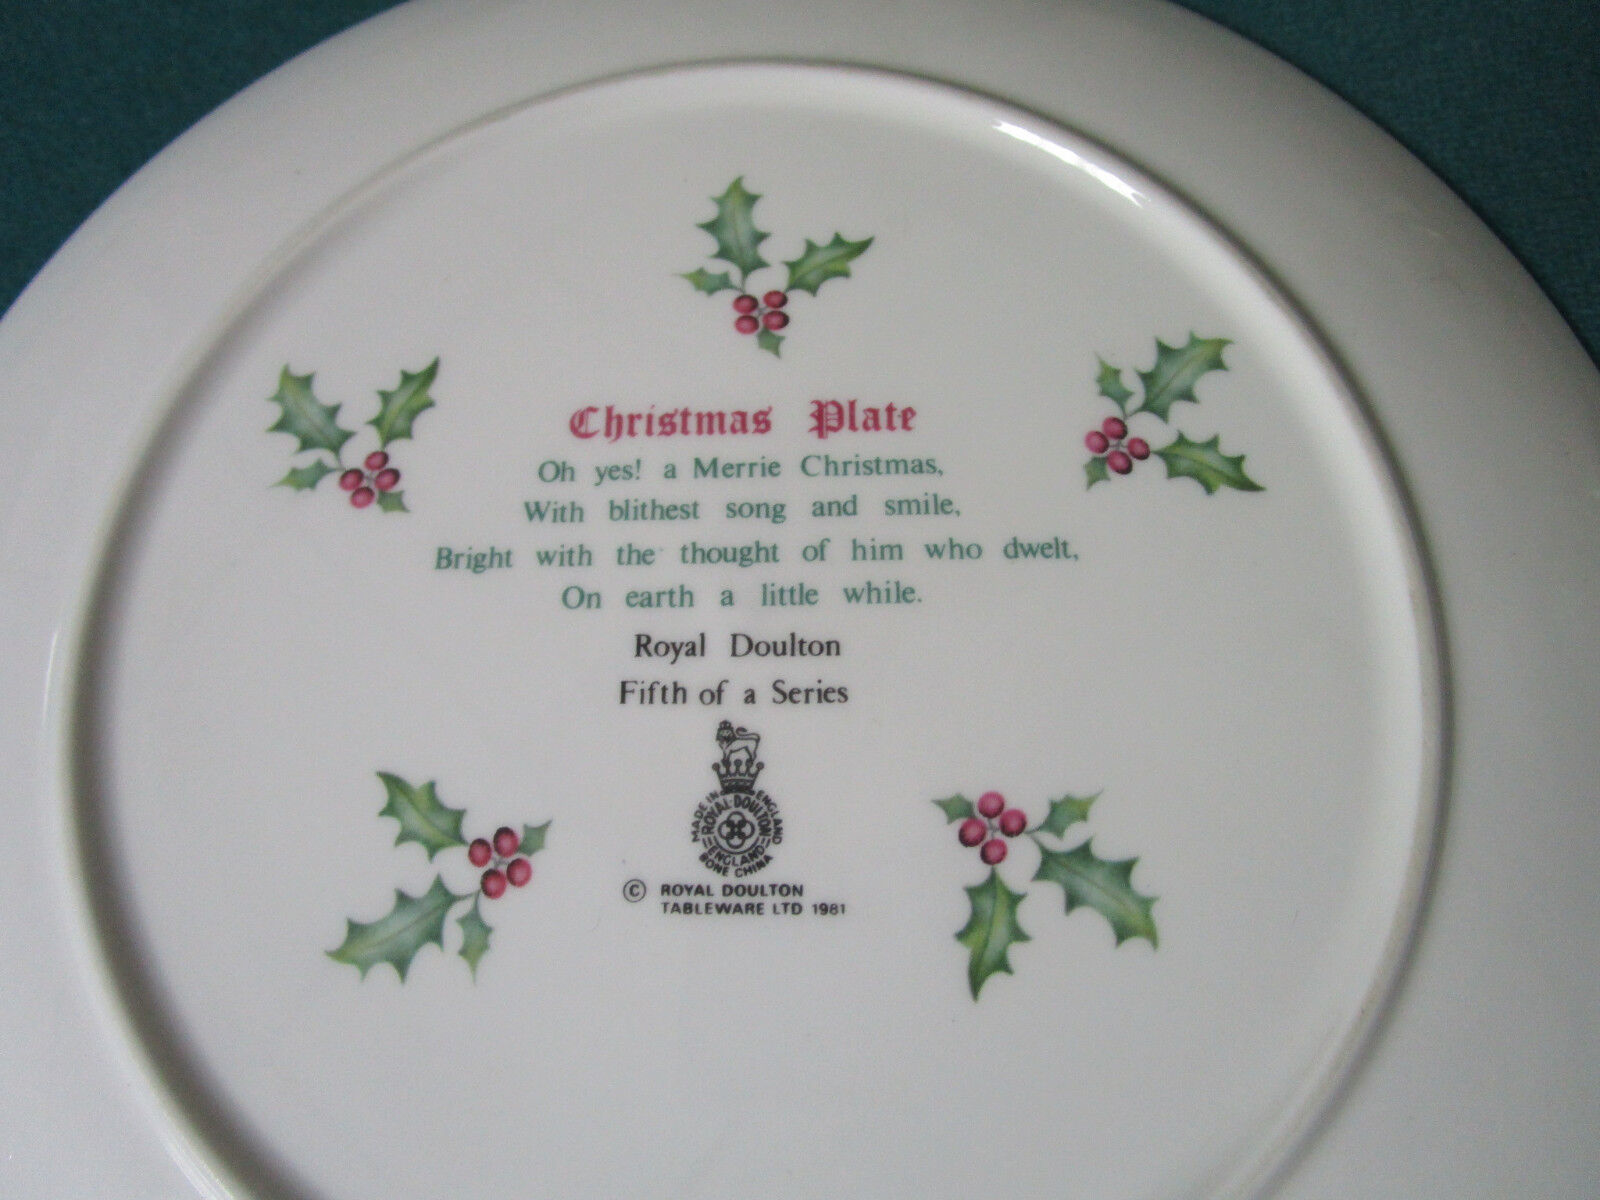 Christmas Plate
Oh yes! a Merrie Christmas,
With blithest song and smile,
Bright with the thought of him who dwelt,
On earth a little while.
Royal Doulton
Fifth of a Series
MADE IN ENGLAND
ROYAL DOULTON
ENGLAND
BONE CHINA
© ROYAL DOULTON
TABLEWARE LTD 1981